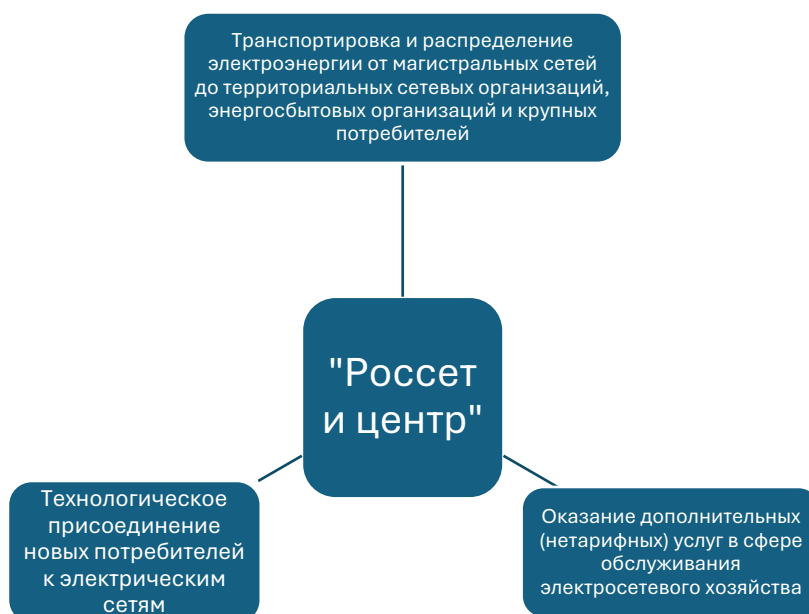 Транспортировка и распределение
электроэнергии от магистральных сетей
до территориальных сетевых организаций,
энергосбытовых организаций и крупных
потребителей
"Россет
и центр"
Технологическое
присоединение
новых потребителей
к электрическим
сетям
Оказание дополнительных
(нетарифных) услуг в сфере
обслуживания
электросетевого хозяйства